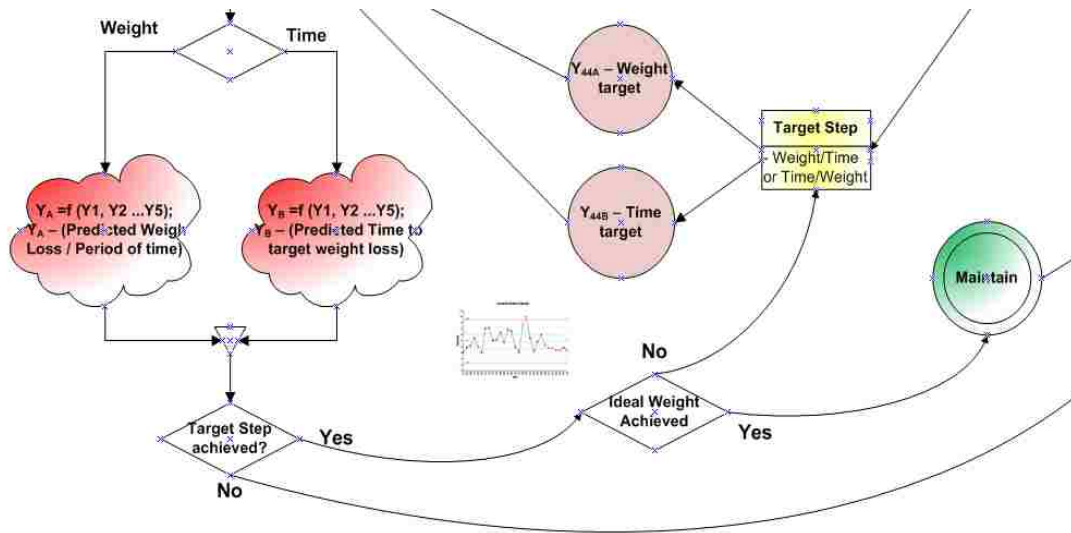 Weight
Time
Y44A – Weight
target
Target Step
- Weight/Time
or Time/Weight
YA =f (Y1, Y2 ...Y5);
YA – (Predicted Weigh
Loss / Period of time)
YB =f (Y1, Y2 ...Y5);
YB – (Predicted Time to
target weight loss)
Y44B – Time
target
Maintain
No
Ideal Weight
Achieved
Yes
Target Step
achieved?
Yes
No